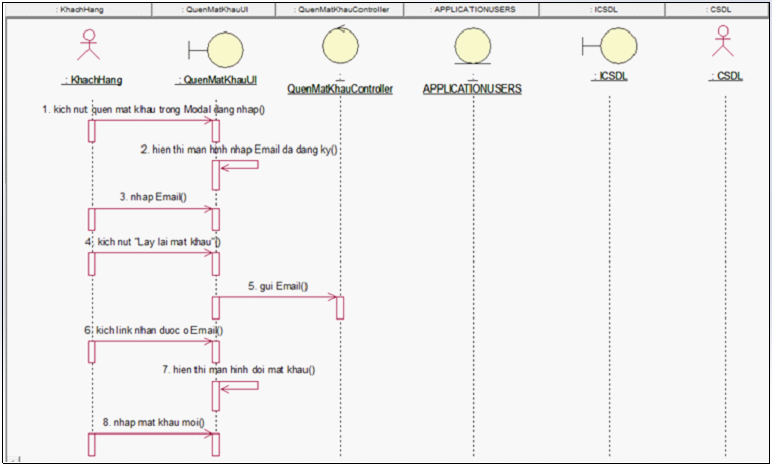 : KhachHang : QuenMatKhauUI : QuenMatKhauController : APPLICATIONUSERS : ICSDL : CSDL
: KhachHang : QuenMatKhauUI : QuenMatKhauController : APPLICATIONUSERS : ICSDL : CSDL
1. kich nut quen mat khau trong Modal dang nhap()
2. hien thi man hinh nhap Email da dang ky()
3. nhap Email()
4. kich nut "Lay lai mat khau"()
5. gui Email()
6. kich link nhan duoc o Email()
7. hien thi man hinh doi mat khau()
8. nhap mat khau moi()